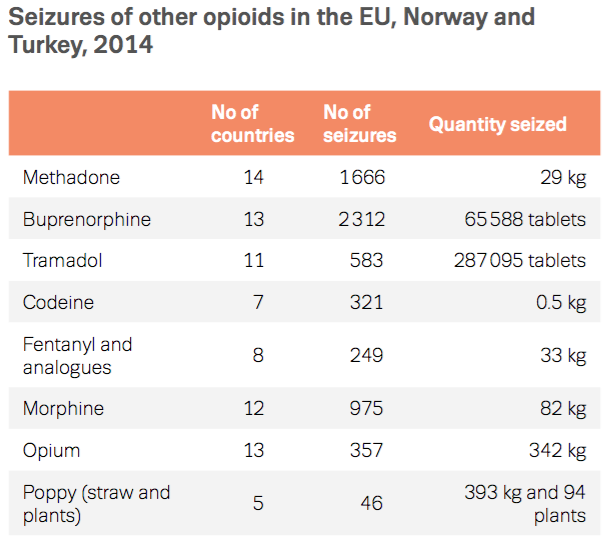 Seizures of other opioids in the EU, Norway and
Turkey, 2014
No of countries No of seizures Quantity seized
Methadone 14 1666 29 kg
Buprenorphine 13 2312 65588 tablets
Tramadol 11 583 287095 tablets
Codeine 7 321 0.5 kg
Fentanyl and analogues 8 249 33 kg
Morphine 12 975 82 kg
Opium 13 357 342 kg
Poppy (straw and plants) 5 46 393 kg and 94 plants